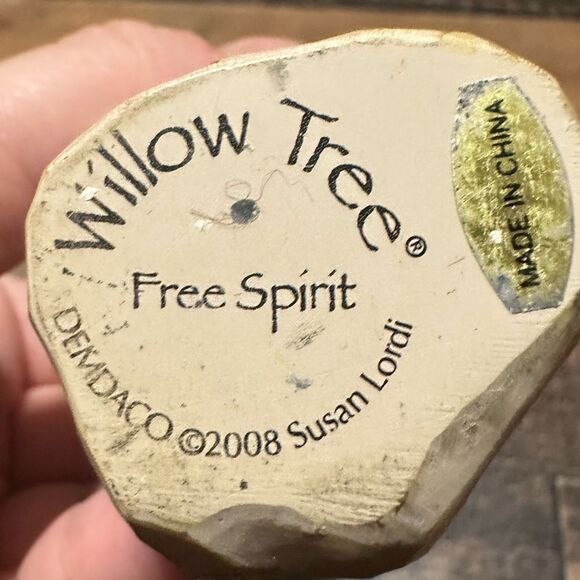 Willow Tree®
Free Spirit
DEMDACO ©2008 Susan Lordi
MADE IN CHINA